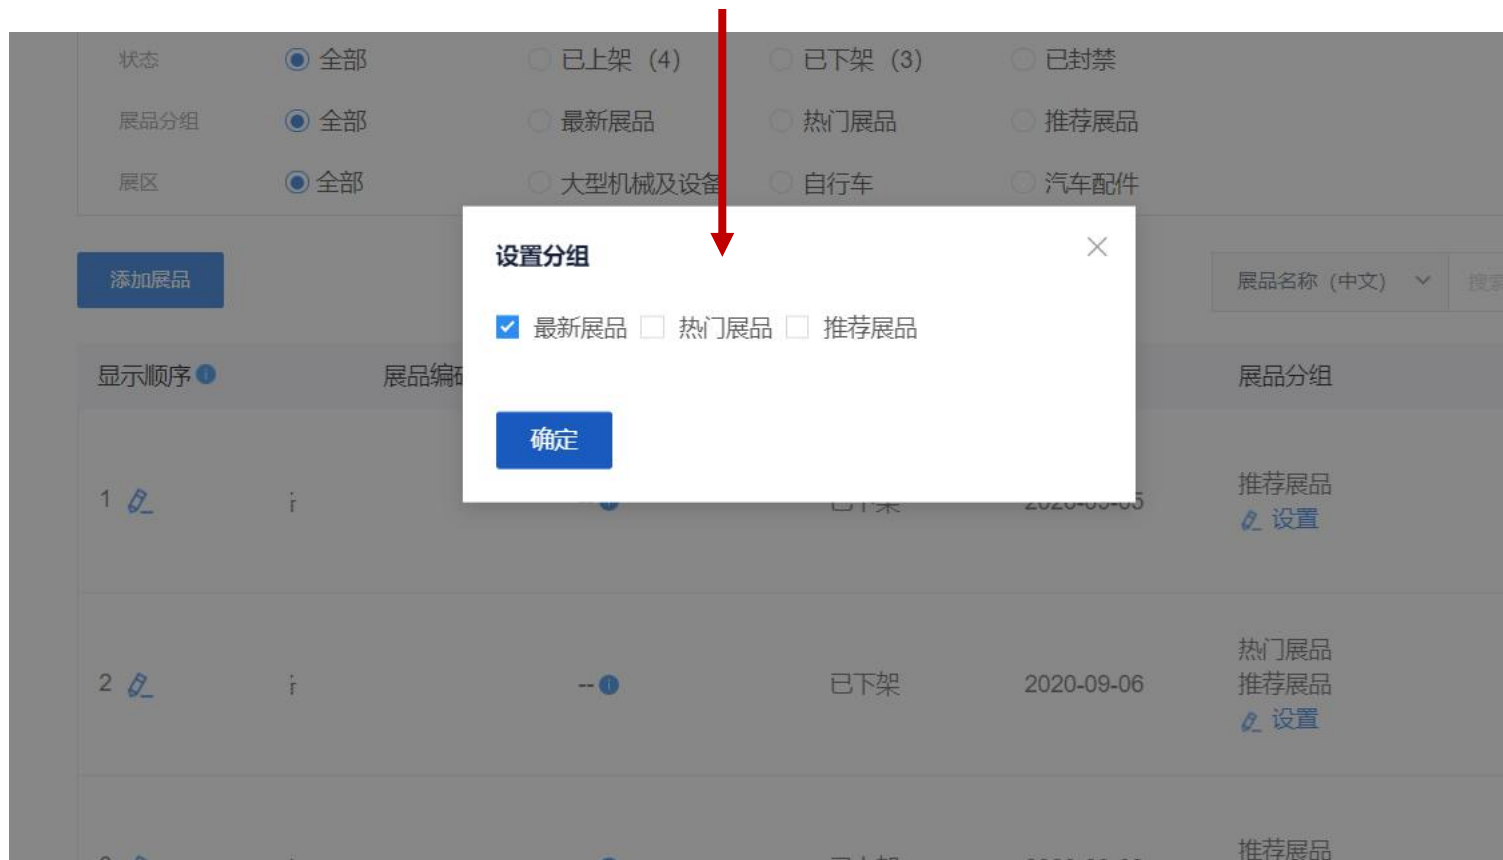 状态 全部 已上架 (4) 已下架 (3) 已封禁
展品分组 全部 最新展品 热门展品 推荐展品
展区 全部 大型机械及设备 自行车 汽车配件
设置分组
添加展品 展品名称 (中文)
最新展品 热门展品 推荐展品
显示顺序 展品编 展品分组
确定
1 已下架 2020-09-05 推荐展品
设置
热门展品
2 -- 已下架 2020-09-06 推荐展品
设置
推荐展品